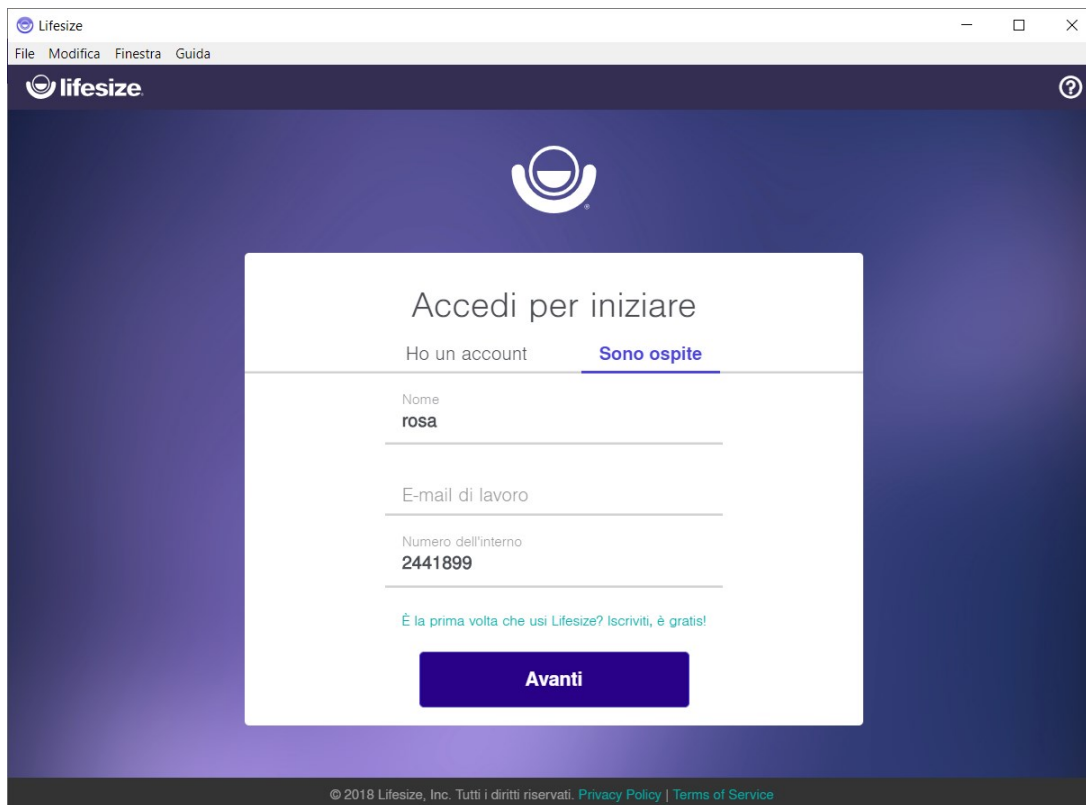 Lifesize
File Modifica Finestra Guida
lifesize
?
Accedi per iniziare
Ho un account Sono ospite
Nome
rosa
E-mail di lavoro
Numero dell'interno
2441899
È la prima volta che usi Lifesize? Iscriviti, è gratis!
Avanti
© 2018 Lifesize, Inc. Tutti i diritti riservati. Privacy Policy | Terms of Service